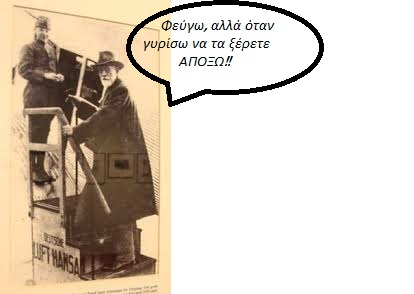 Φεύγω, αλλά όταν
γυρίσω να τα ξέρετε
ΑΠΟΞΩ!!
DEUTSCHE
LUFT HANSA